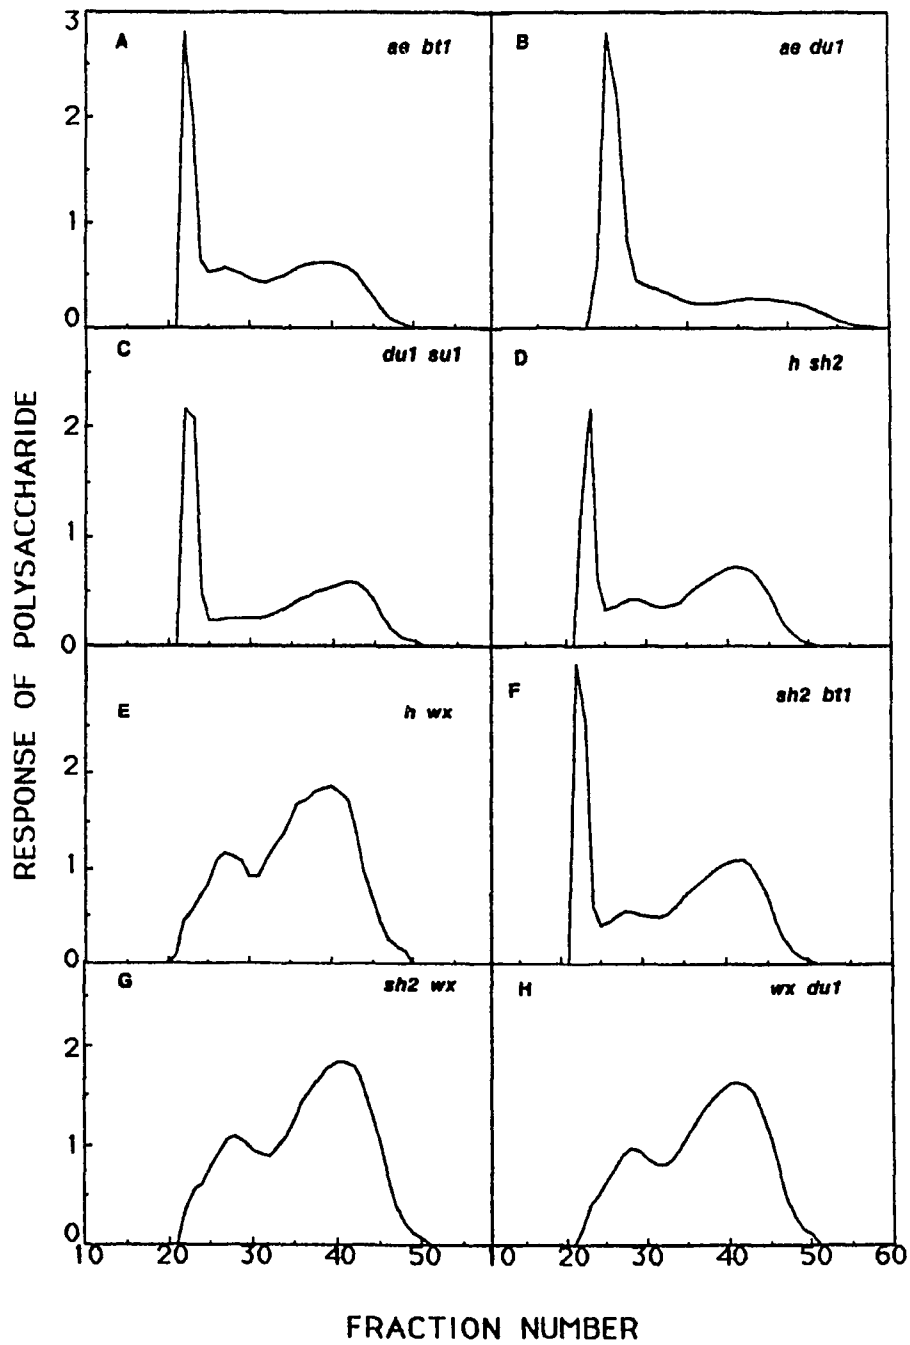 3
A
ae bt1
B
ae du1
2
1
0
C
du1 su1
D
h sh2
2
1
0
E
h wx
F
sh2 bt1
2
1
0
G
sh2 wx
H
wx du1
2
1
0
10 20 30 40 50 10 20 30 40 50 60
RESPONSE OF POLYSACCHARIDE
FRACTION NUMBER